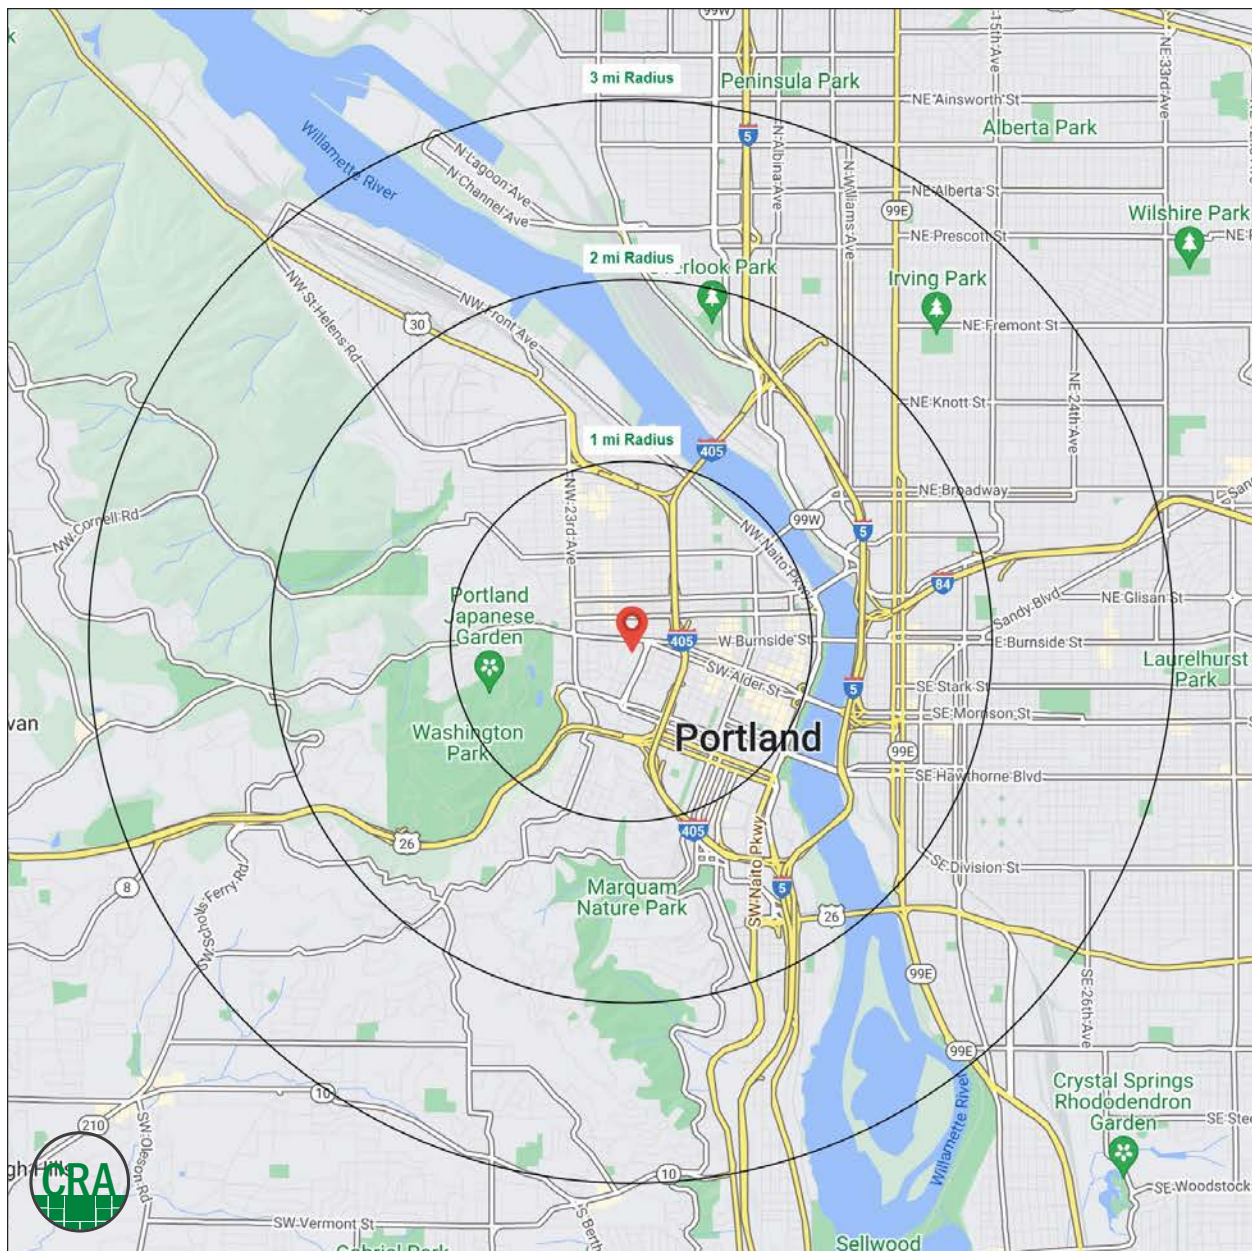 99W
3 mi Radius
Peninsula Park
NE 15th Ave
NE 33rd Ave
NE Ainsworth St
Alberta Park
5
Willamette River
N Lagoon Ave
N Channel Ave
N Albina Ave
N Williams Ave
NE Alberta St
99E
Wilshire Park
NE Prescott St
2 mi Radius
Overlook Park
Irving Park
NE Fremont St
30
NW Front Ave
NW St Helens Rd
NE 24th Ave
NE Knott St
1 mi Radius
405
NW 23rd Ave
NE Broadway
NW Cornell Rd
99W
5
NW Naito Pkwy
84
Sandy Blvd
NE Glisan St
Portland
Japanese
Garden
405
W Burnside St
E Burnside St
SW Alder St
Laurelhurst
Park
5
SE Stark St
SE Morrison St
Washington
Park
Portland
99E
SE Hawthorne Blvd
26
405
8
SW Scholls Ferry Rd
SW Naito Pkwy
SE Division St
Marquam
Nature Park
5
26
99E
SE 26th Ave
99E
Crystal Springs
Rhododendron
Garden
Willamette River
10
210
SW Oleson Rd
CRA
10
SE Woodstock
SW Vermont St
Gabriel Park
Sellwood